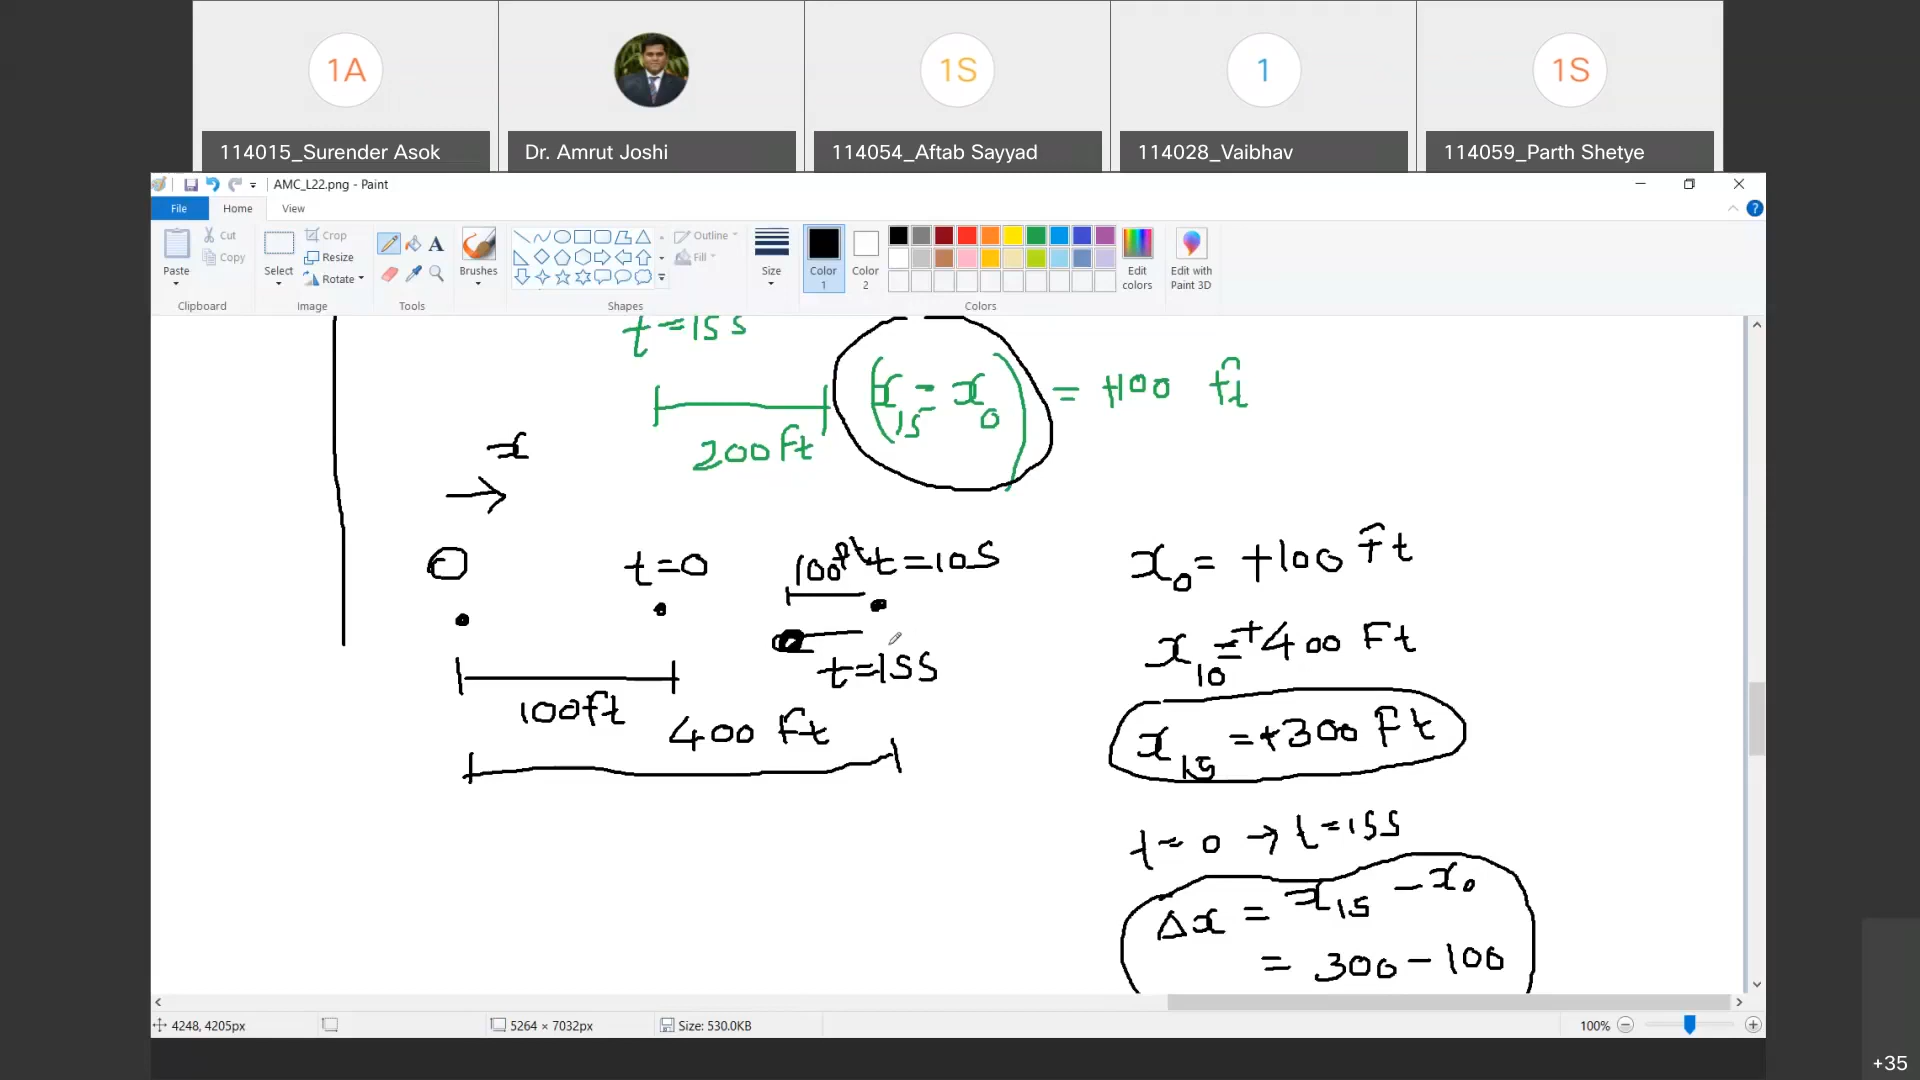 1A
1S
1
1S
114015_Surender Asok
Dr. Amrut Joshi
114054_Aftab Sayyad
114028_Vaibhav
114059_Parth Shetye
AMC_L22.png - Paint
File
Home
View
Paste
Cut
Copy
Clipboard
Select
Crop
Resize
Rotate
Image
A
Tools
Brushes
Shapes
Outline
Fill
Size
Color 1
Color 2
Colors
Edit colors
Edit with Paint 3D
?
t = 15 s
200 ft
(x15 - x0) = +100 ft
x
O
t=0
100ft
t=10S
t=15S
100ft
400 Ft
x0 = +100 Ft
x10 = +400 Ft
x15 = +300 Ft
t= 0 → t=15S
Δx = x15 - x0
= 300 - 100
4248, 4205px
5264 × 7032px
Size: 530.0KB
100%
+35